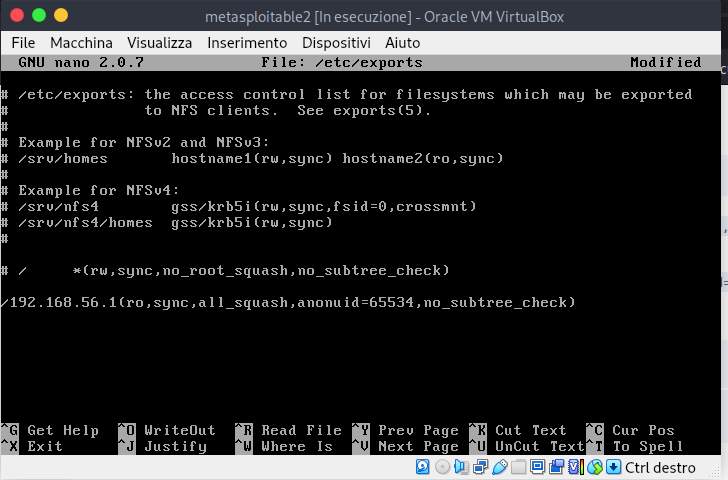 metasploitable2 [In esecuzione] - Oracle VM VirtualBox
File Macchina Visualizza Inserimento Dispositivi Aiuto
GNU nano 2.0.7 File: /etc/exports Modified
# /etc/exports: the access control list for filesystems which may be exported
# to NFS clients. See exports(5).
#
# Example for NFSv2 and NFSv3:
# /srv/homes hostname1(rw,sync) hostname2(ro,sync)
#
# Example for NFSv4:
# /srv/nfs4 gss/krb5i(rw,sync,fsid=0,crossmnt)
# /srv/nfs4/homes gss/krb5i(rw,sync)
#
# / *(rw,sync,no_root_squash,no_subtree_check)
/192.168.56.1(ro,sync,all_squash,anonuid=65534,no_subtree_check)
^G Get Help ^O WriteOut ^R Read File ^Y Prev Page ^K Cut Text ^C Cur Pos
^X Exit ^J Justify ^W Where Is ^V Next Page ^U UnCut Text ^T To Spell
Ctrl destro